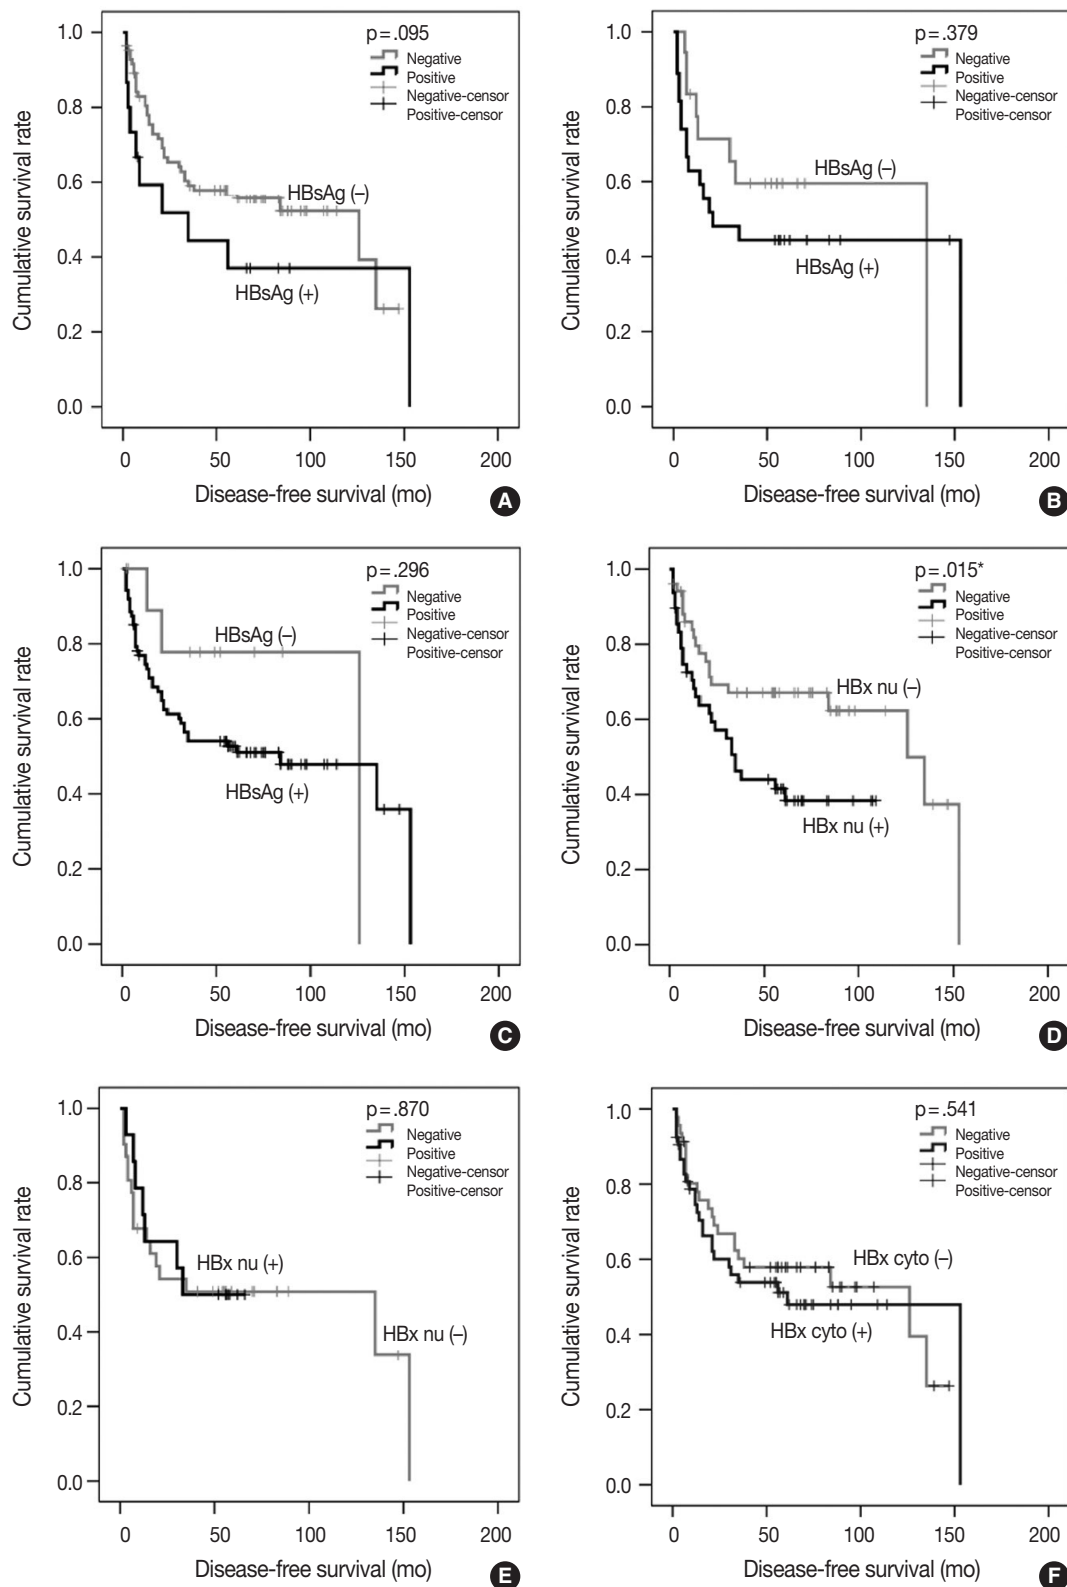 1.0
0.8
0.6
0.4
0.2
0.0
Cumulative survival rate
p = .095
Negative
Positive
Negative-censor
Positive-censor
HBsAg (–)
HBsAg (+)
0 50 100 150 200
Disease-free survival (mo)
A
1.0
0.8
0.6
0.4
0.2
0.0
Cumulative survival rate
p = .379
Negative
Positive
Negative-censor
Positive-censor
HBsAg (–)
HBsAg (+)
0 50 100 150 200
Disease-free survival (mo)
B
1.0
0.8
0.6
0.4
0.2
0.0
Cumulative survival rate
p = .296
Negative
Positive
Negative-censor
Positive-censor
HBsAg (–)
HBsAg (+)
0 50 100 150 200
Disease-free survival (mo)
C
1.0
0.8
0.6
0.4
0.2
0.0
Cumulative survival rate
p = .015*
Negative
Positive
Negative-censor
Positive-censor
HBx nu (–)
HBx nu (+)
0 50 100 150 200
Disease-free survival (mo)
D
1.0
0.8
0.6
0.4
0.2
0.0
Cumulative survival rate
p = .870
Negative
Positive
Negative-censor
Positive-censor
HBx nu (+)
HBx nu (–)
0 50 100 150 200
Disease-free survival (mo)
E
1.0
0.8
0.6
0.4
0.2
0.0
Cumulative survival rate
p = .541
Negative
Positive
Negative-censor
Positive-censor
HBx cyto (–)
HBx cyto (+)
0 50 100 150 200
Disease-free survival (mo)
F